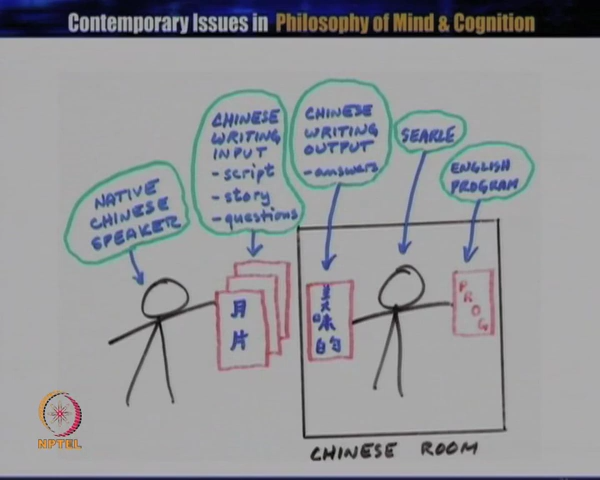 Contemporary Issues in Philosophy of Mind & Cognition
NATIVE
CHINESE
SPEAKER
CHINESE
WRITING
INPUT
- script
- story
- questions
CHINESE
WRITING
OUTPUT
- answers
SEARLE
ENGLISH
PROGRAM
月
片
美
味
的
PROG
CHINESE ROOM
NPTEL